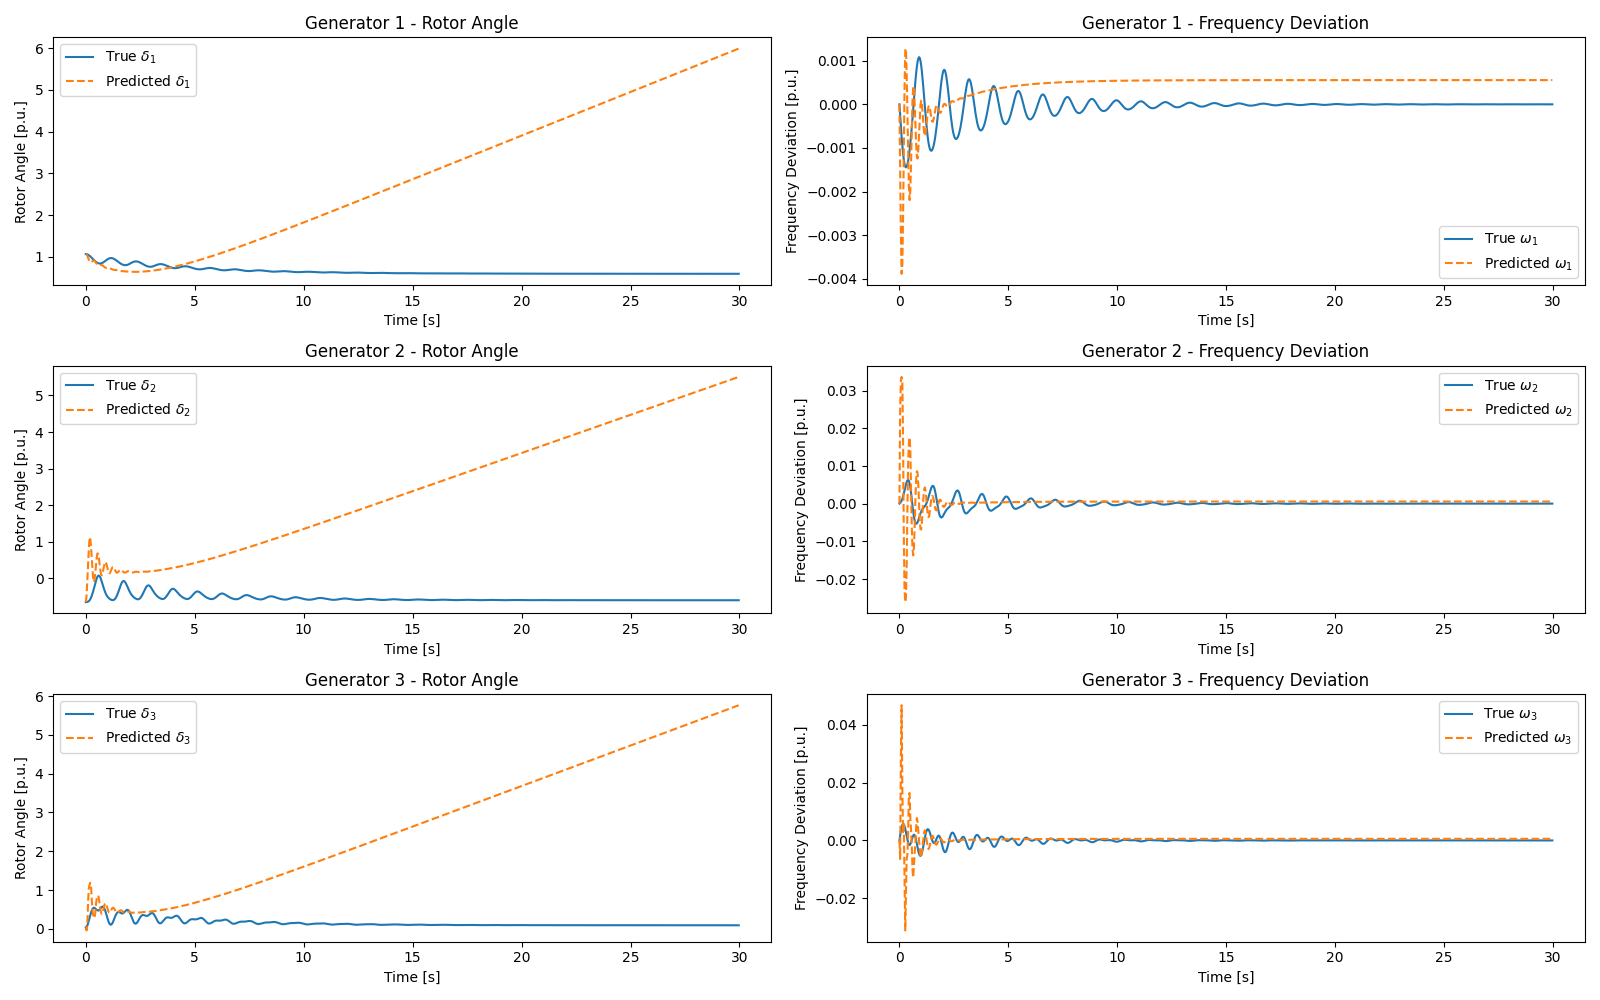 Generator 1 - Rotor Angle
Rotor Angle [p.u.]
6
5
4
3
2
1
True δ1
Predicted δ1
0 5 10 15 20 25 30
Time [s]
Generator 1 - Frequency Deviation
Frequency Deviation [p.u.]
0.001
0.000
−0.001
−0.002
−0.003
−0.004
True ω1
Predicted ω1
0 5 10 15 20 25 30
Time [s]
Generator 2 - Rotor Angle
Rotor Angle [p.u.]
5
4
3
2
1
0
True δ2
Predicted δ2
0 5 10 15 20 25 30
Time [s]
Generator 2 - Frequency Deviation
Frequency Deviation [p.u.]
0.03
0.02
0.01
0.00
−0.01
−0.02
True ω2
Predicted ω2
0 5 10 15 20 25 30
Time [s]
Generator 3 - Rotor Angle
Rotor Angle [p.u.]
6
5
4
3
2
1
0
True δ3
Predicted δ3
0 5 10 15 20 25 30
Time [s]
Generator 3 - Frequency Deviation
Frequency Deviation [p.u.]
0.04
0.02
0.00
−0.02
True ω3
Predicted ω3
0 5 10 15 20 25 30
Time [s]